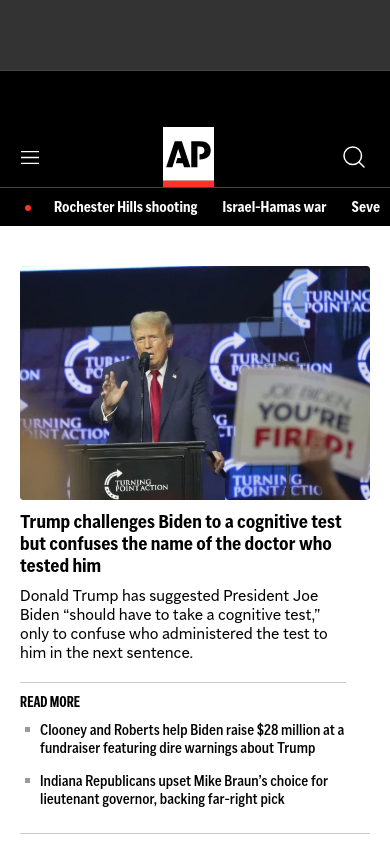 AP
Rochester Hills shooting Israel-Hamas war Seve
TURNING
POINT AC
TURNING
POINT ACTION
TURNING
POINT
JOE BIDEN
YOU'RE
FIRED!
TURNING
POINT ACTION
TURNING
Trump challenges Biden to a cognitive test
but confuses the name of the doctor who
tested him
Donald Trump has suggested President Joe
Biden “should have to take a cognitive test,”
only to confuse who administered the test to
him in the next sentence.
READ MORE
Clooney and Roberts help Biden raise $28 million at a
fundraiser featuring dire warnings about Trump
Indiana Republicans upset Mike Braun’s choice for
lieutenant governor, backing far-right pick